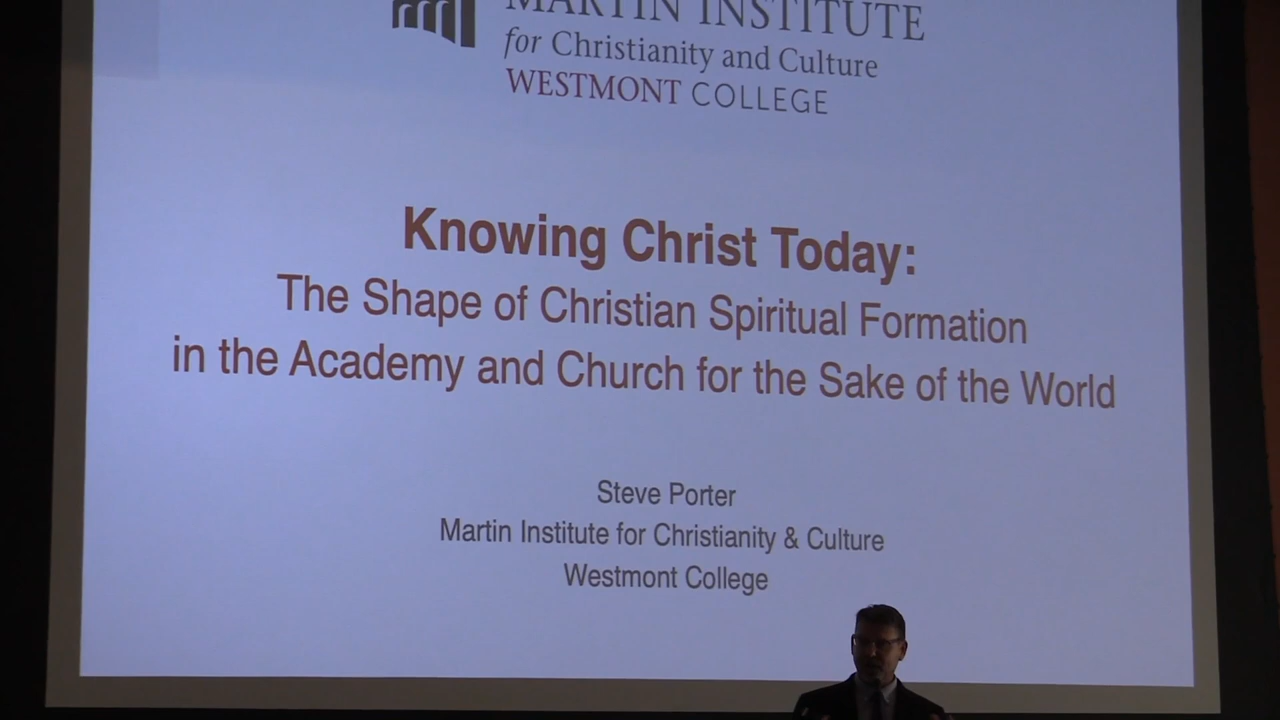 MARTIN INSTITUTE
for Christianity and Culture
WESTMONT COLLEGE
Knowing Christ Today:
The Shape of Christian Spiritual Formation
in the Academy and Church for the Sake of the World
Steve Porter
Martin Institute for Christianity & Culture
Westmont College